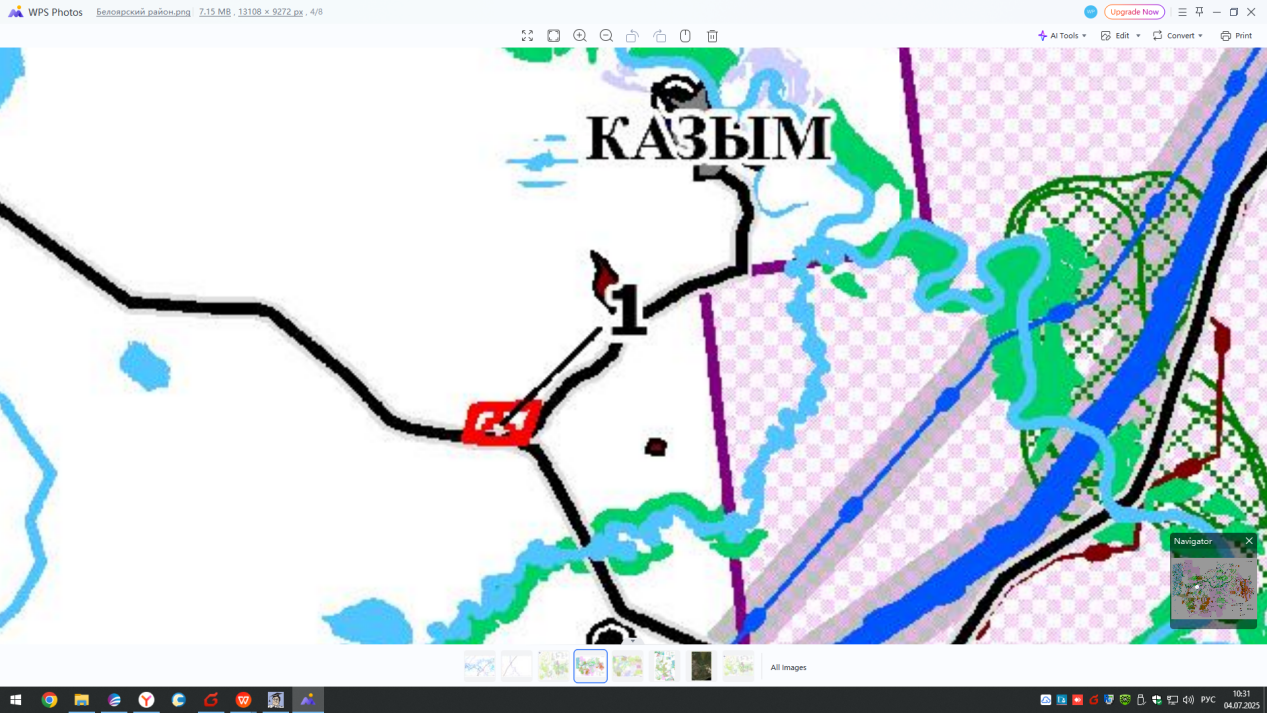 WPS Photos
Белоярский район.png | 7.15 MB , 13108 × 9272 px , 4/8
Upgrade Now
AI Tools
Edit
Convert
Print
КАЗЫМ
1
Navigator
All Images
РУС
10:31
04.07.2025